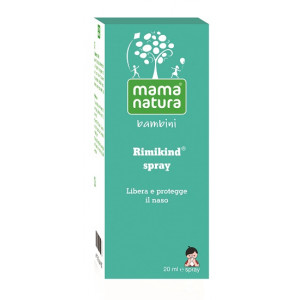 mama
natura®
bambini
Rimikind®
spray
Libera e protegge
il naso
20 ml e spray